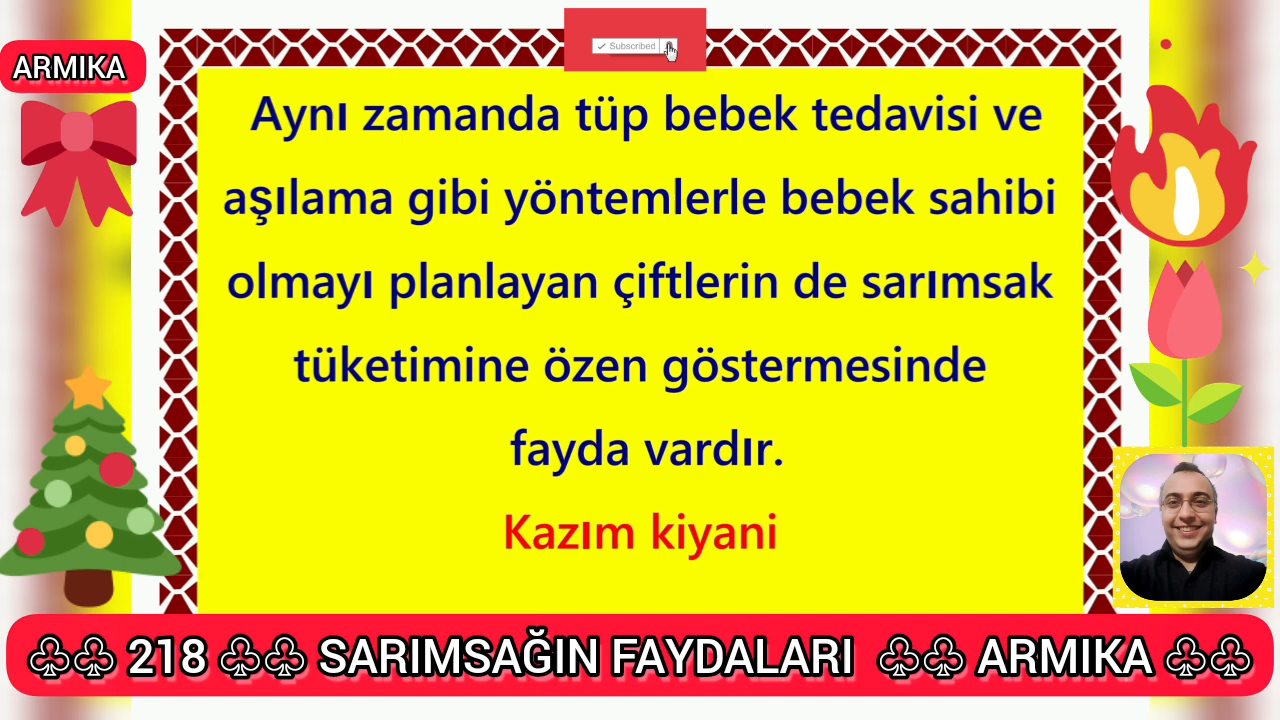 Subscribed
ARMIKA
Aynı zamanda tüp bebek tedavisi ve
aşılama gibi yöntemlerle bebek sahibi
olmayı planlayan çiftlerin de sarımsak
tüketimine özen göstermesinde
fayda vardır.
Kazım kiyani
♧♧ 218 ♧♧ SARIMSAĞIN FAYDALARI ♧♧ ARMIKA ♧♧